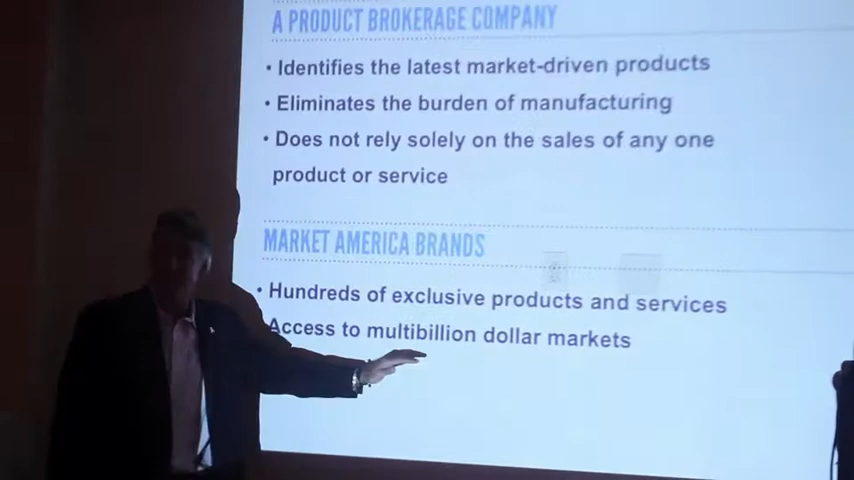 A PRODUCT BROKERAGE COMPANY
• Identifies the latest market-driven products
• Eliminates the burden of manufacturing
• Does not rely solely on the sales of any one
product or service
MARKET AMERICA BRANDS
• Hundreds of exclusive products and services
Access to multibillion dollar markets